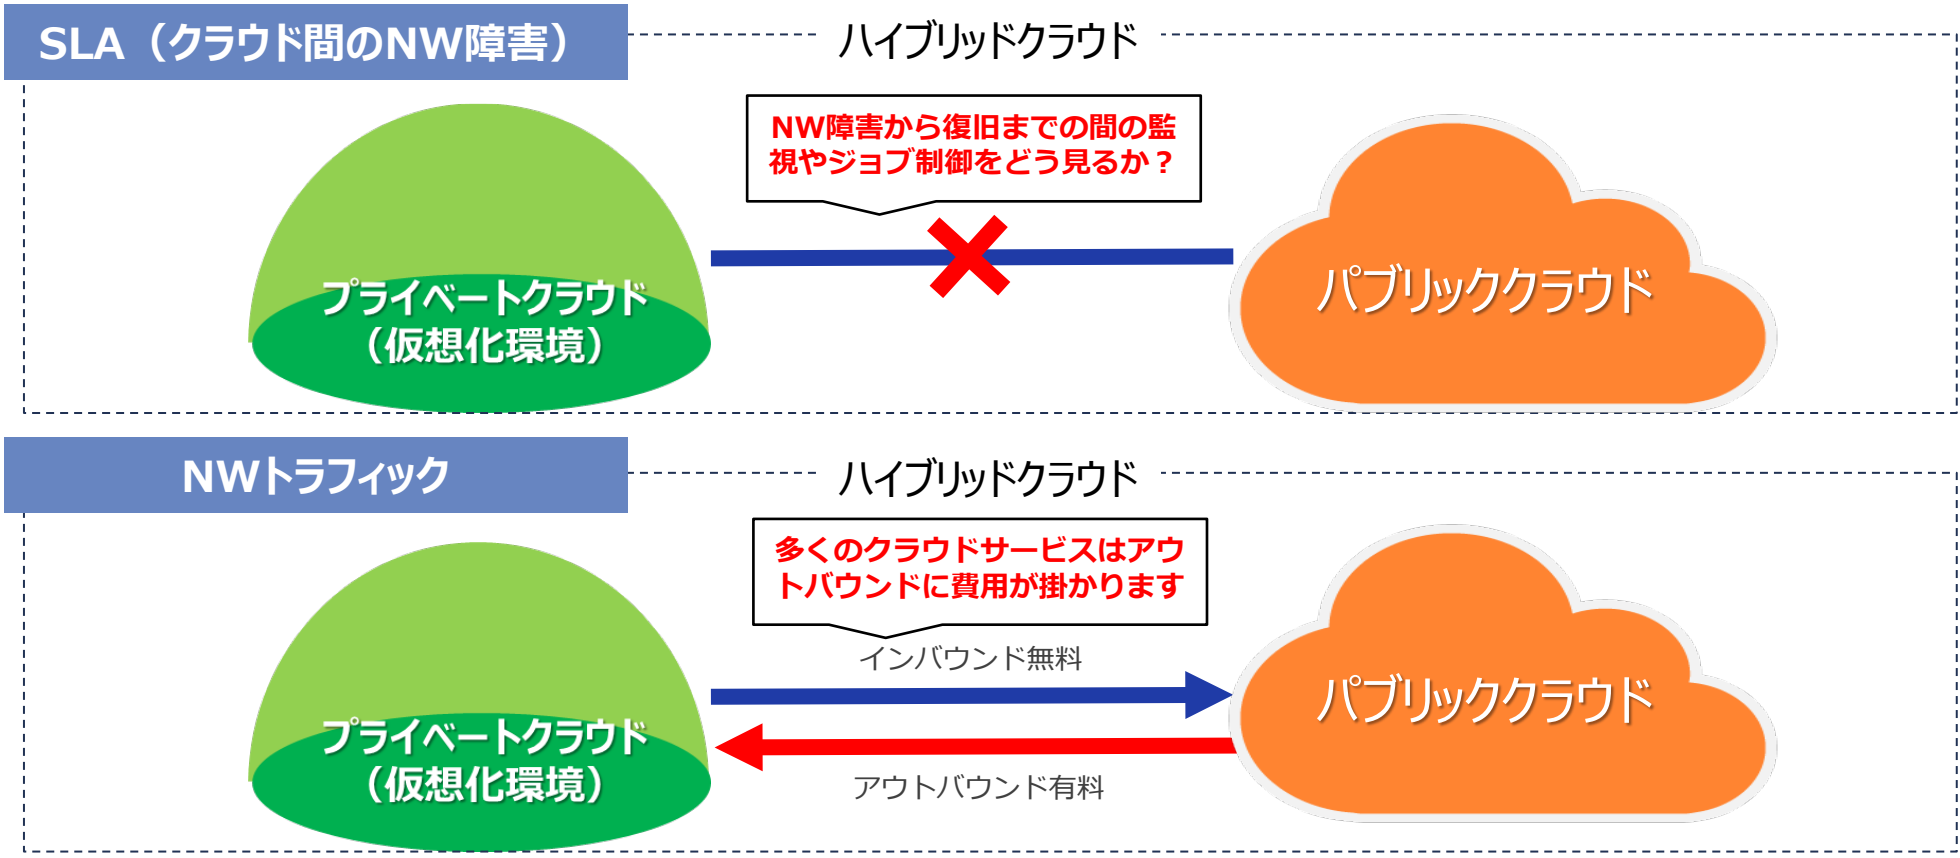 SLA（クラウド間のNW障害）
ハイブリッドクラウド
NW障害から復旧までの間の監
視やジョブ制御をどう見るか？
プライベートクラウド
（仮想化環境）
パブリッククラウド
NWトラフィック
ハイブリッドクラウド
多くのクラウドサービスはアウ
トバウンドに費用が掛かります
インバウンド無料
プライベートクラウド
（仮想化環境）
パブリッククラウド
アウトバウンド有料